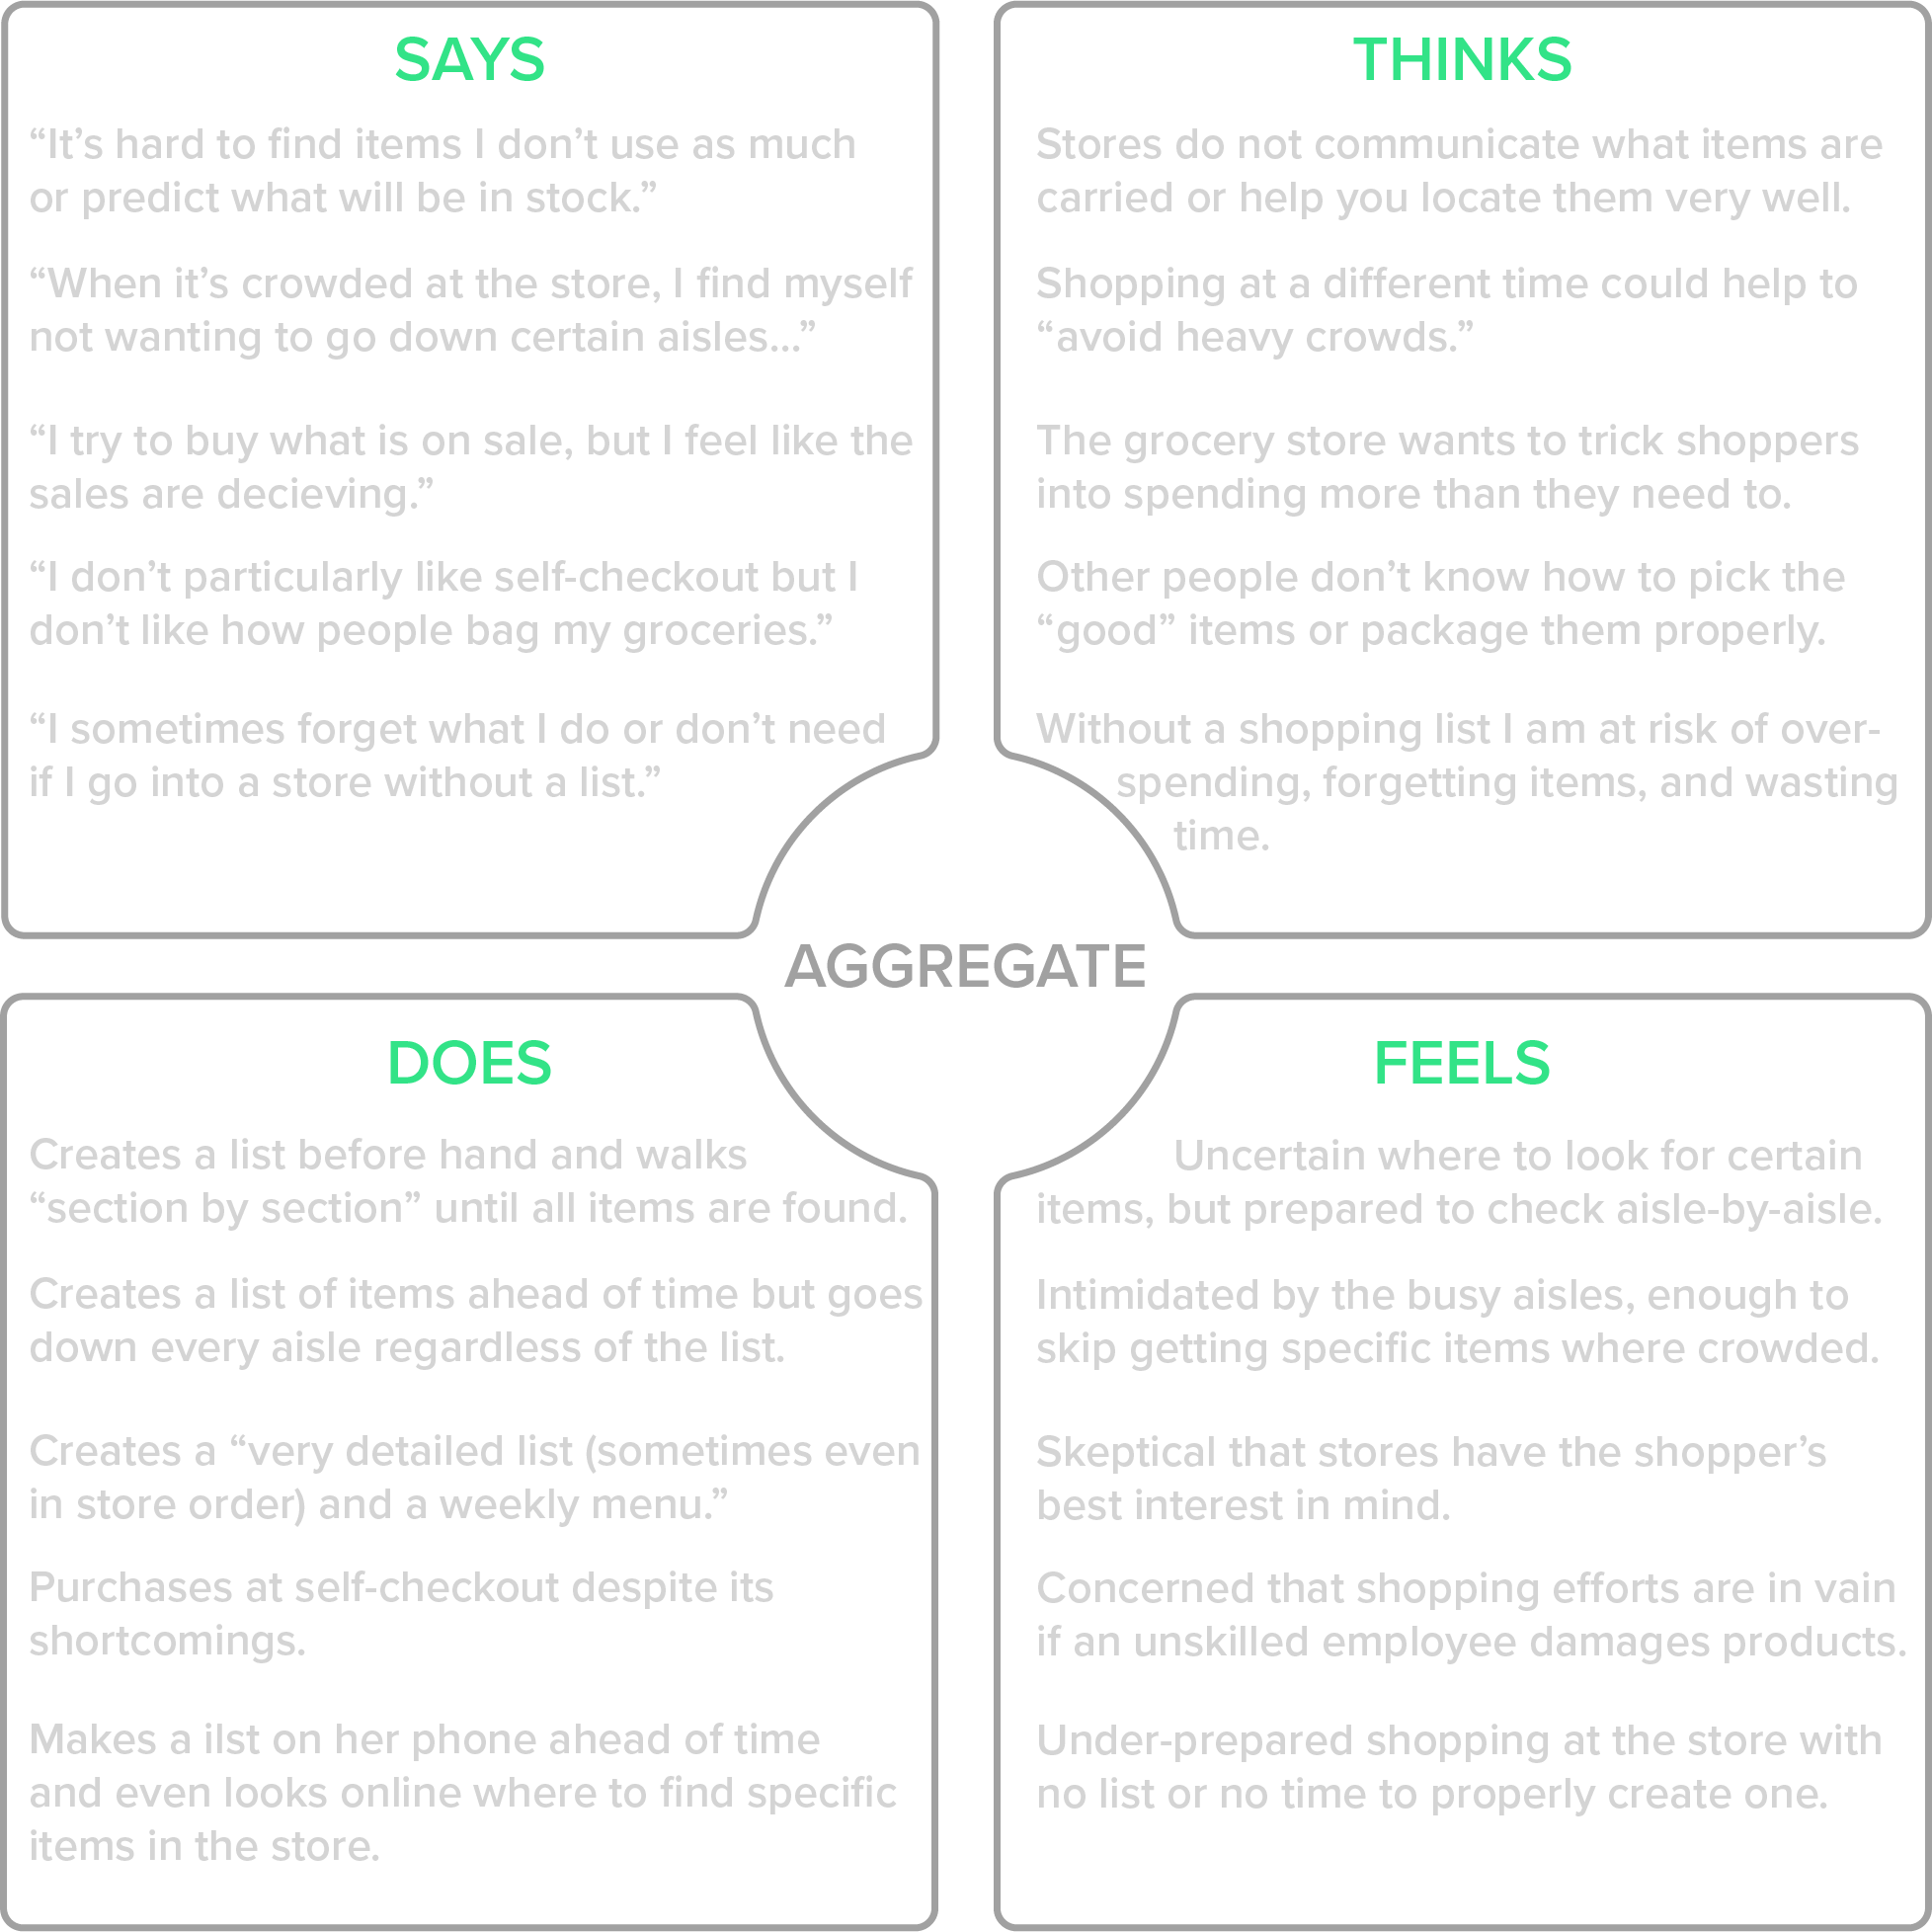 SAYS
“It’s hard to find items I don’t use as much
or predict what will be in stock.”
“When it’s crowded at the store, I find myself
not wanting to go down certain aisles...”
“I try to buy what is on sale, but I feel like the
sales are decieving.”
“I don’t particularly like self-checkout but I
don’t like how people bag my groceries.”
“I sometimes forget what I do or don’t need
if I go into a store without a list.”
THINKS
Stores do not communicate what items are
carried or help you locate them very well.
Shopping at a different time could help to
“avoid heavy crowds.”
The grocery store wants to trick shoppers
into spending more than they need to.
Other people don’t know how to pick the
“good” items or package them properly.
Without a shopping list I am at risk of over-
spending, forgetting items, and wasting
time.
AGGREGATE
DOES
Creates a list before hand and walks
“section by section” until all items are found.
Creates a list of items ahead of time but goes
down every aisle regardless of the list.
Creates a “very detailed list (sometimes even
in store order) and a weekly menu.”
Purchases at self-checkout despite its
shortcomings.
Makes a ilst on her phone ahead of time
and even looks online where to find specific
items in the store.
FEELS
Uncertain where to look for certain
items, but prepared to check aisle-by-aisle.
Intimidated by the busy aisles, enough to
skip getting specific items where crowded.
Skeptical that stores have the shopper’s
best interest in mind.
Concerned that shopping efforts are in vain
if an unskilled employee damages products.
Under-prepared shopping at the store with
no list or no time to properly create one.